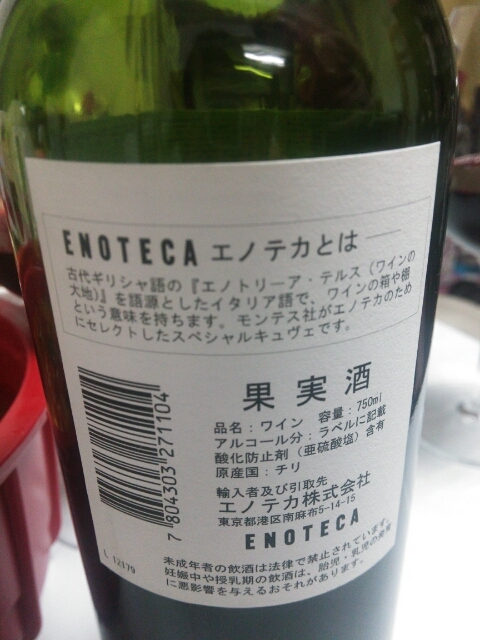 ENOTECA エノテカとは
古代ギリシャ語の『エノトリーア・テルス（ワインの
大地）』を語源としたイタリア語で、ワインの箱や棚
という意味を持ちます。モンテス社がエノテカのため
にセレクトしたスペシャルキュヴェです。
果実酒
品名：ワイン 容量：750ml
アルコール分：ラベルに記載
酸化防止剤（亜硫酸塩）含有
原産国：チリ
輸入者及び引取先
エノテカ株式会社
東京都港区南麻布5-14-15
ENOTECA
7 804303 271104
L 12179
未成年者の飲酒は法律で禁止されています。
妊娠中や授乳期の飲酒は、胎児・乳児の発育
に悪影響を与えるおそれがあります。